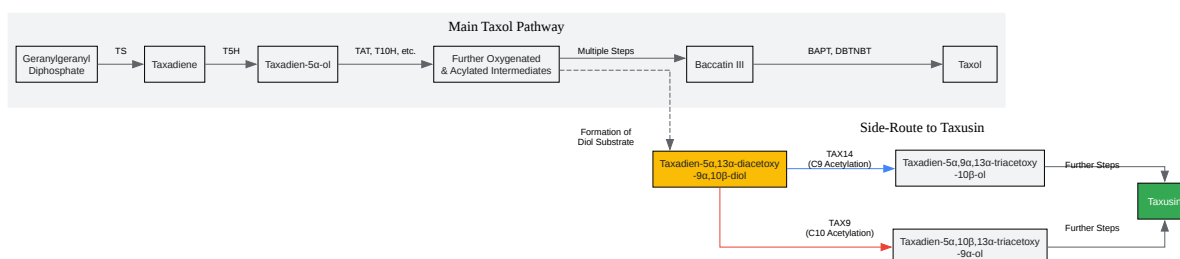 Main Taxol Pathway
Geranylgeranyl
Diphosphate
TS
Taxadiene
T5H
Taxadien-5α-ol
TAT, T10H, etc.
Further Oxygenated
& Acylated Intermediates
Multiple Steps
Baccatin III
BAPT, DBTNBT
Taxol
Side-Route to Taxusin
Formation of
Diol Substrate
Taxadien-5α,13α-diacetoxy
-9α,10β-diol
TAX14
(C9 Acetylation)
Taxadien-5α,9α,13α-triacetoxy
-10β-ol
Further Steps
Taxusin
TAX9
(C10 Acetylation)
Taxadien-5α,10β,13α-triacetoxy
-9α-ol
Further Steps